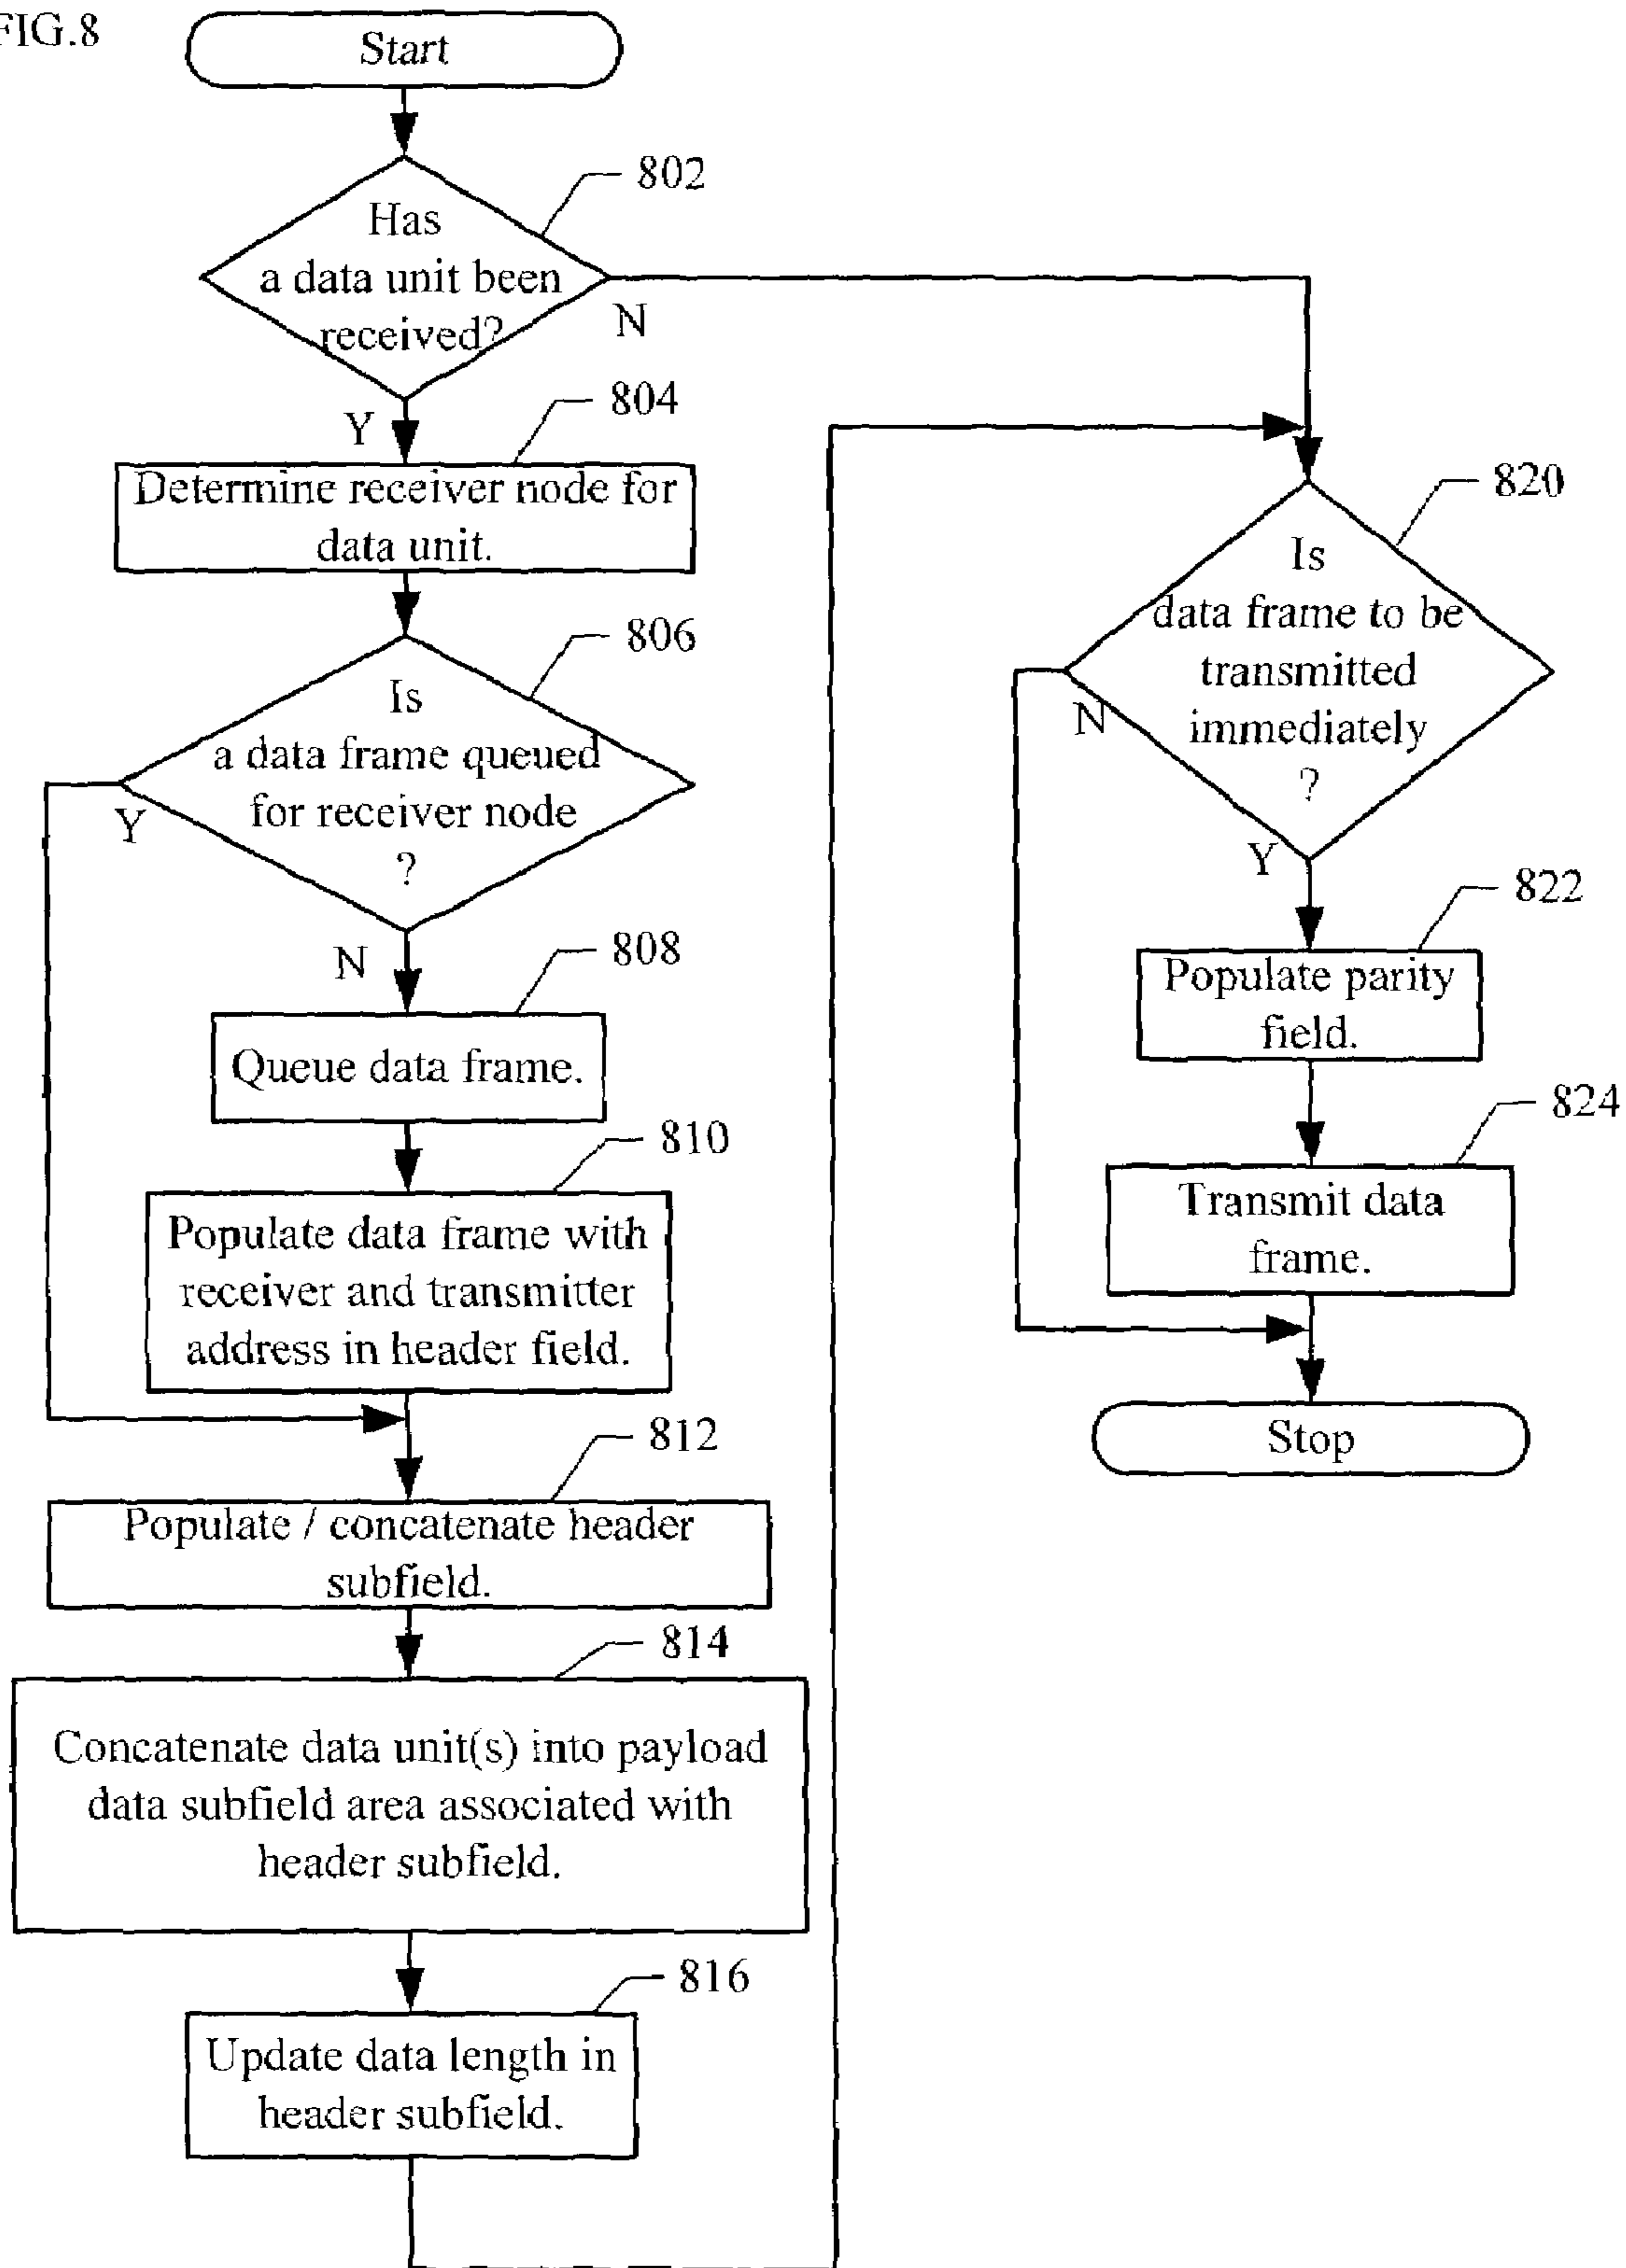 FIG.8
Start
802
Has
a data unit been
received?
N
Y
804
Determine receiver node for
data unit.
806
Is
a data frame queued
for receiver node
?
Y
N
808
Queue data frame.
810
Populate data frame with
receiver and transmitter
address in header field.
812
Populate / concatenate header
subfield.
814
Concatenate data unit(s) into payload
data subfield area associated with
header subfield.
816
Update data length in
header subfield.
820
Is
data frame to be
transmitted
immediately
?
N
Y
822
Populate parity
field.
824
Transmit data
frame.
Stop